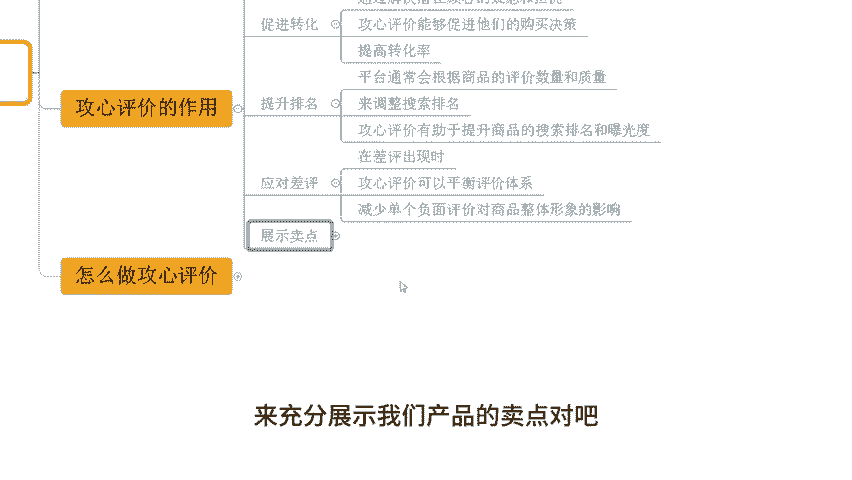 促进转化
攻心评价能够促进他们的购买决策
提高转化率
攻心评价的作用
平台通常会根据商品的评价数量和质量
提升排名
来调整搜索排名
攻心评价有助于提升商品的搜索排名和曝光度
在差评出现时
应对差评
攻心评价可以平衡评价体系
减少单个负面评价对商品整体形象的影响
展示卖点
怎么做攻心评价
来充分展示我们产品的卖点对吧